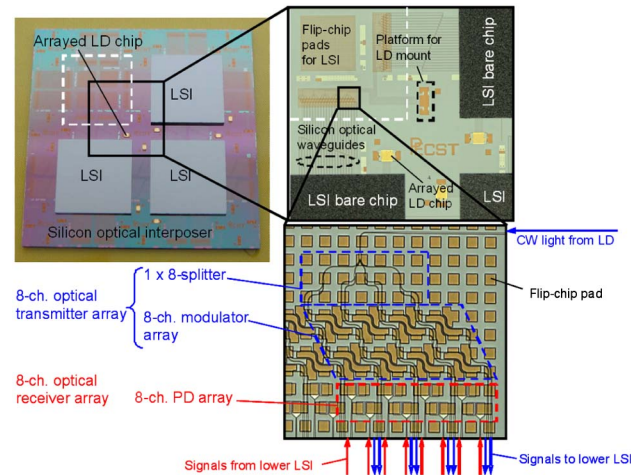 Arrayed LD chip
LSI
LSI
LSI
Silicon optical interposer
Flip-chip
pads
for LSI
Platform for
LD mount
LSI bare chip
Silicon optical
waveguides
PECST
Arrayed
LD chip
LSI bare chip
LSI
CW light from LD
1 x 8-splitter
8-ch. optical
transmitter array
8-ch. modulator
array
Flip-chip pad
8-ch. optical
receiver array
8-ch. PD array
Signals from lower LSI
Signals to lower LSI